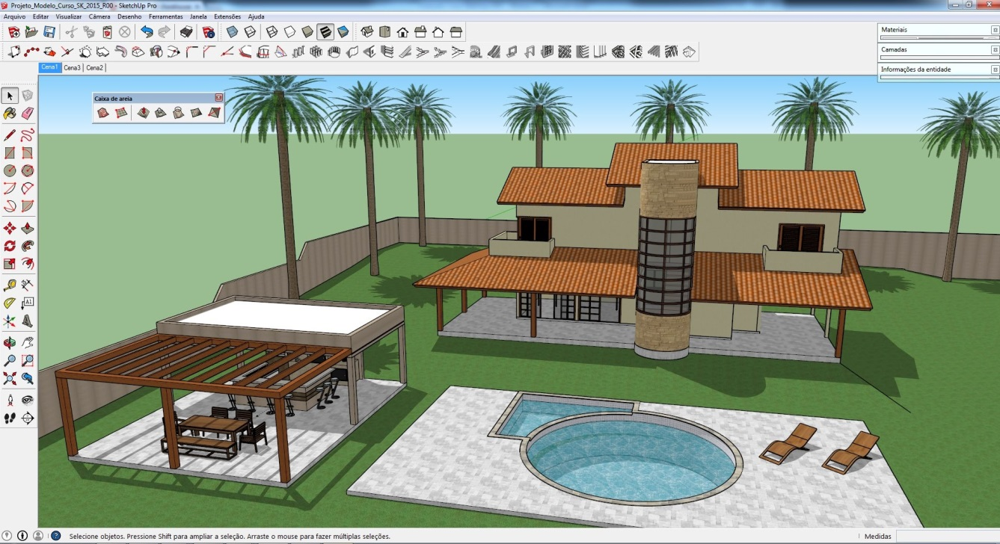 Projeto_Modelo_Curso_SK_2015_R00 - SketchUp Pro
Arquivo Editar Visualizar Câmera Desenho Ferramentas Janela Extensões Ajuda
Materiais
Camadas
Informações da entidade
Cena1 Cena3 Cena2
Caixa de areia
A1
Selecione objetos. Pressione Shift para ampliar a seleção. Arraste o mouse para fazer múltiplas seleções.
Medidas